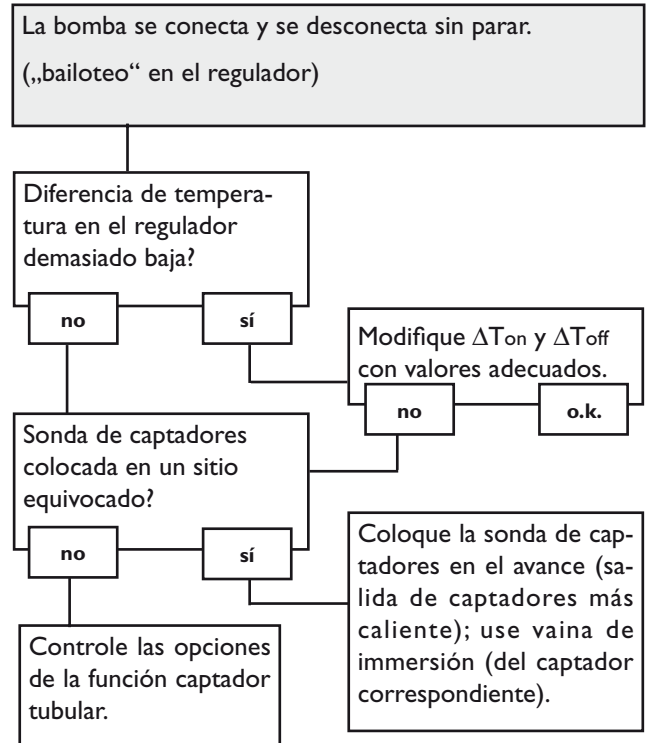 La bomba se conecta y se desconecta sin parar.
(„bailoteo“ en el regulador)
Diferencia de tempera-
tura en el regulador
demasiado baja?
no
sí
Modifique ΔTon y ΔToff
con valores adecuados.
no
o.k.
Sonda de captadores
colocada en un sitio
equivocado?
no
sí
Coloque la sonda de cap-
tadores en el avance (sa-
lida de captadores más
caliente); use vaina de
immersión (del captador
correspondiente).
Controle las opciones
de la función captador
tubular.